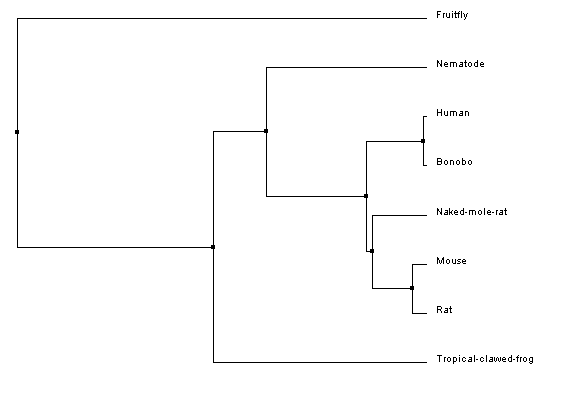 Fruitfly
Nematode
Human
Bonobo
Naked-mole-rat
Mouse
Rat
Tropical-clawed-frog